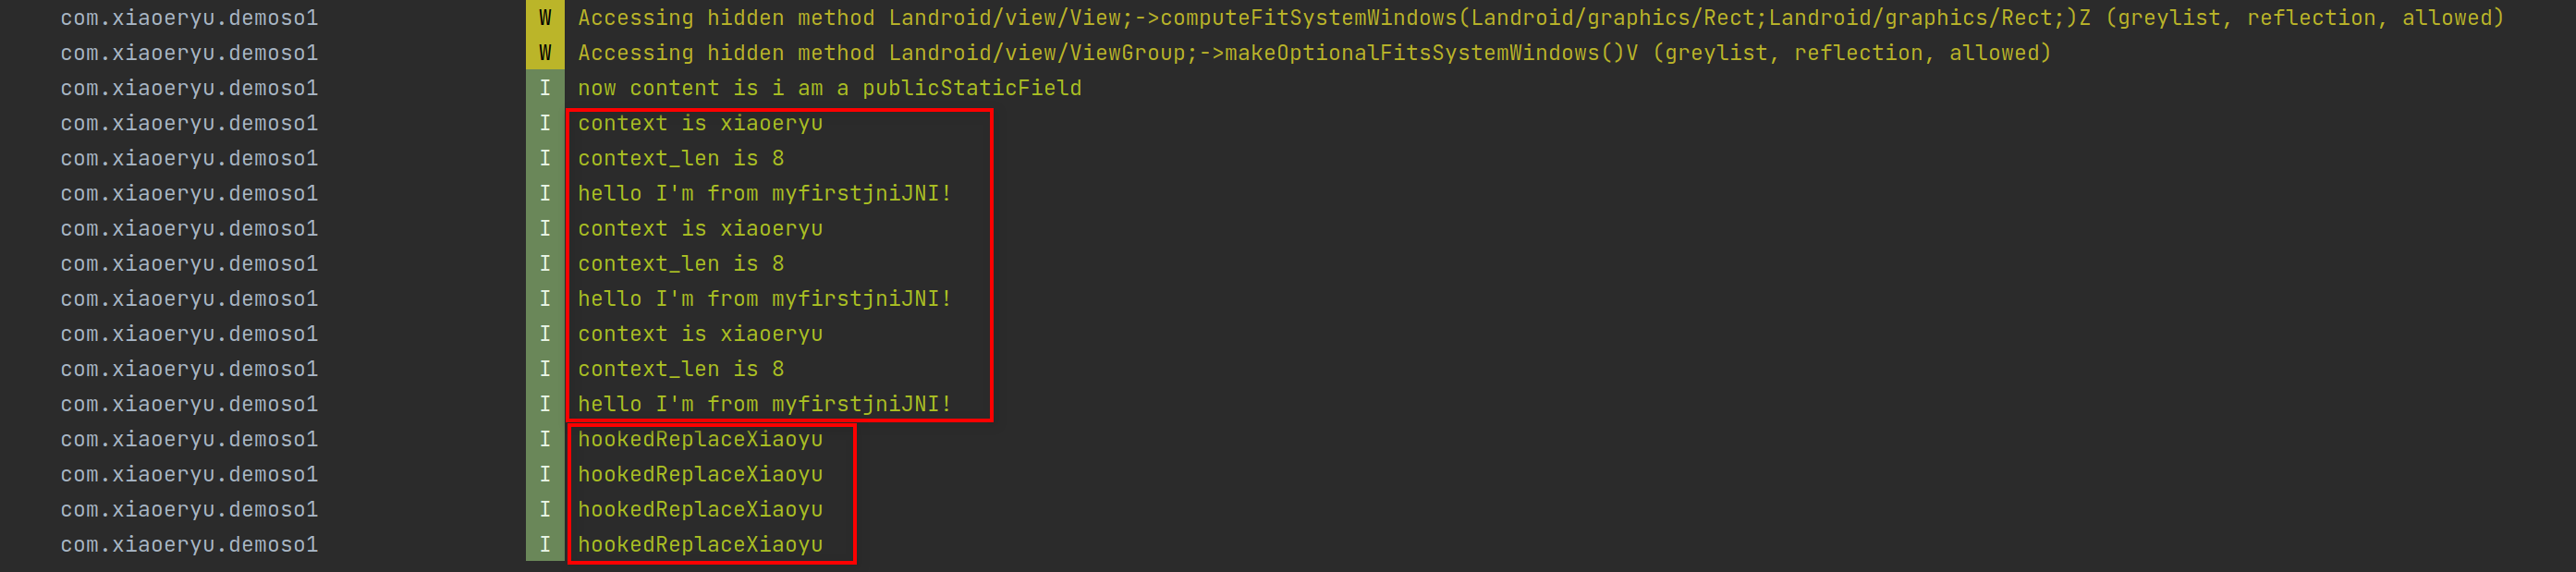 com.xiaoeryu.demoso1 W Accessing hidden method Landroid/view/View;->computeFitSystemWindows(Landroid/graphics/Rect;Landroid/graphics/Rect;)Z (greylist, reflection, allowed)
com.xiaoeryu.demoso1 W Accessing hidden method Landroid/view/ViewGroup;->makeOptionalFitsSystemWindows()V (greylist, reflection, allowed)
com.xiaoeryu.demoso1 I now content is i am a publicStaticField
com.xiaoeryu.demoso1 I context is xiaoeryu
com.xiaoeryu.demoso1 I context_len is 8
com.xiaoeryu.demoso1 I hello I'm from myfirstjniJNI!
com.xiaoeryu.demoso1 I context is xiaoeryu
com.xiaoeryu.demoso1 I context_len is 8
com.xiaoeryu.demoso1 I hello I'm from myfirstjniJNI!
com.xiaoeryu.demoso1 I context is xiaoeryu
com.xiaoeryu.demoso1 I context_len is 8
com.xiaoeryu.demoso1 I hello I'm from myfirstjniJNI!
com.xiaoeryu.demoso1 I hookedReplaceXiaoyu
com.xiaoeryu.demoso1 I hookedReplaceXiaoyu
com.xiaoeryu.demoso1 I hookedReplaceXiaoyu
com.xiaoeryu.demoso1 I hookedReplaceXiaoyu